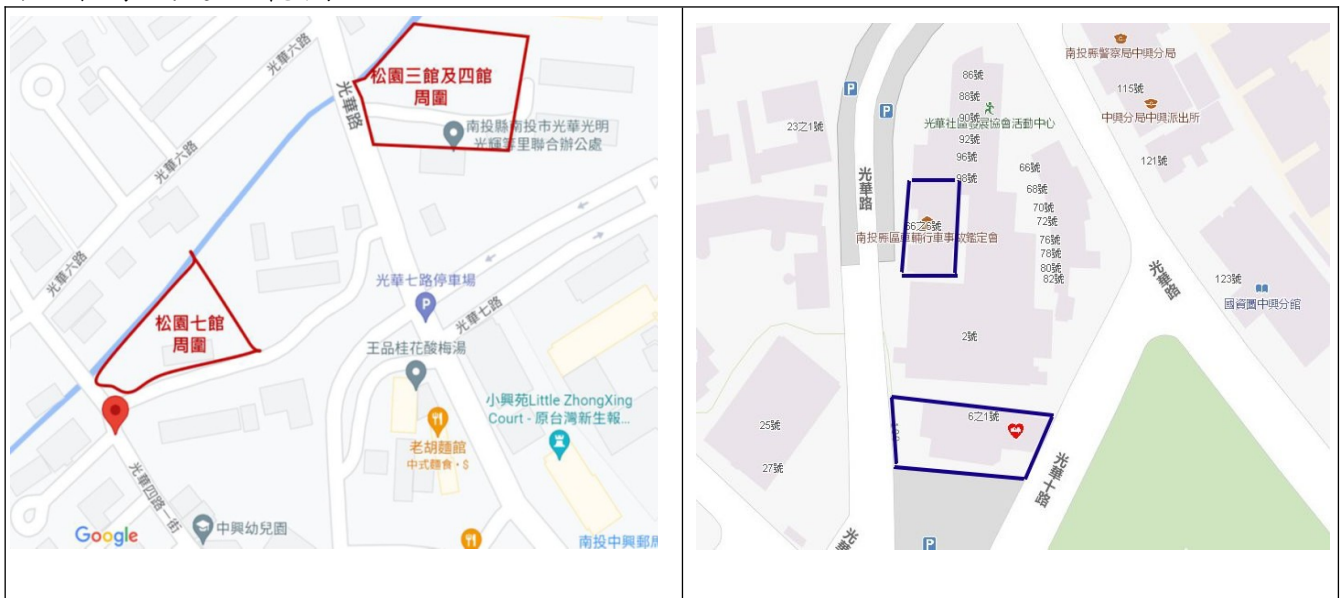 光華六路
光華路
松園三館及四館
周圍
南投縣南投市光華光明
光輝等里聯合辦公處
光華六路
光華六路
松園七館
周圍
光華七路停車場
P
光華七路
王品桂花酸梅湯
小興苑Little ZhongXing
Court - 原台灣新生報...
老胡麵館
中式麵食·$
光華四路一街
中興幼兒園
Google
南投中興郵局
南投縣警察局中興分局
86號
115號
P
88號
P
90號
光華社區發展協會活動中心
中興分局中興派出所
23之1號
92號
96號
121號
66號
98號
光華路
68號
70號
72號
66之6號
南投縣區車輛行車事故鑑定會
76號
78號
80號
82號
光華路
123號
國資圖中興分館
2號
6之1號
25號
27號
光華十路
P